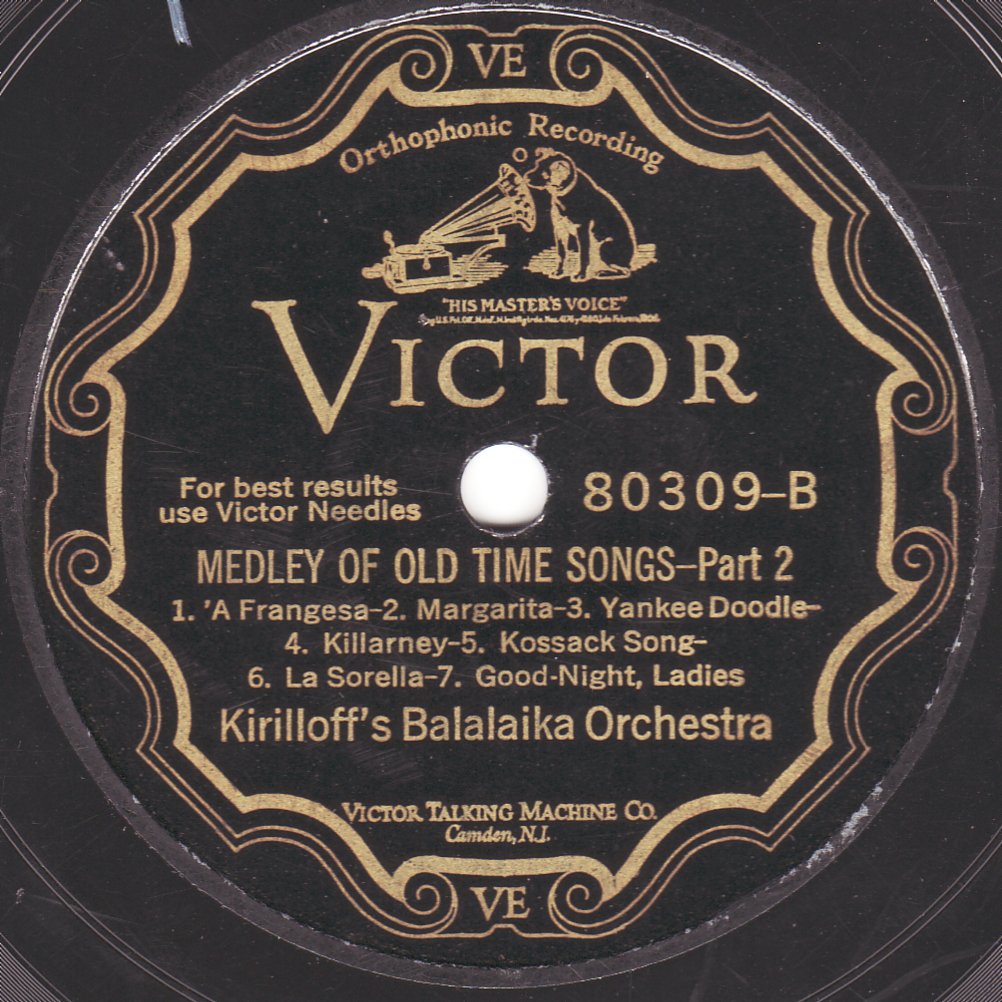 VE
Orthophonic Recording
"HIS MASTER'S VOICE"
VICTOR
For best results
use Victor Needles
80309-B
MEDLEY OF OLD TIME SONGS-Part 2
1. 'A Frangesa-2. Margarita-3. Yankee Doodle-
4. Killarney-5. Kossack Song-
6. La Sorella-7. Good-Night, Ladies
Kirilloff's Balalaika Orchestra
VICTOR TALKING MACHINE CO.
Camden, N.J.
VE